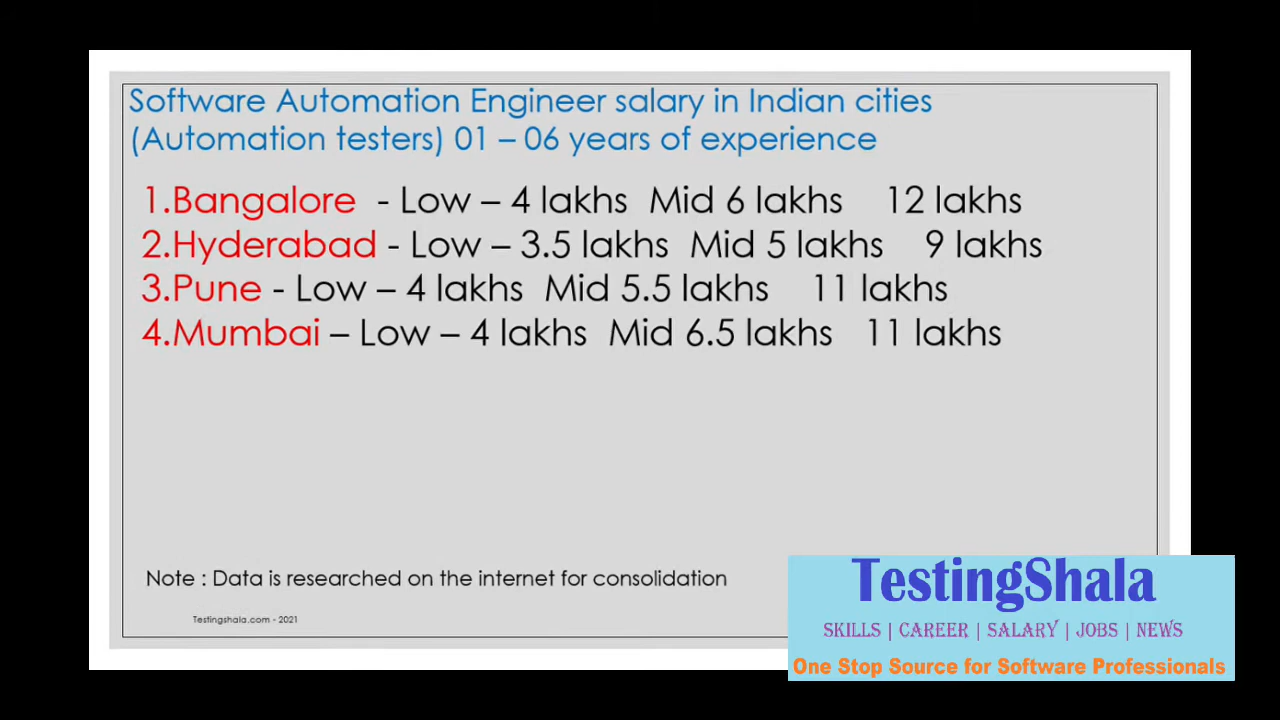 Software Automation Engineer salary in Indian cities
(Automation testers) 01 – 06 years of experience
1.Bangalore - Low – 4 lakhs Mid 6 lakhs 12 lakhs
2.Hyderabad - Low – 3.5 lakhs Mid 5 lakhs 9 lakhs
3.Pune - Low – 4 lakhs Mid 5.5 lakhs 11 lakhs
4.Mumbai – Low – 4 lakhs Mid 6.5 lakhs 11 lakhs
Note : Data is researched on the internet for consolidation
Testingshala.com - 2021
TestingShala
SKILLS | CAREER | SALARY | JOBS | NEWS
One Stop Source for Software Professionals